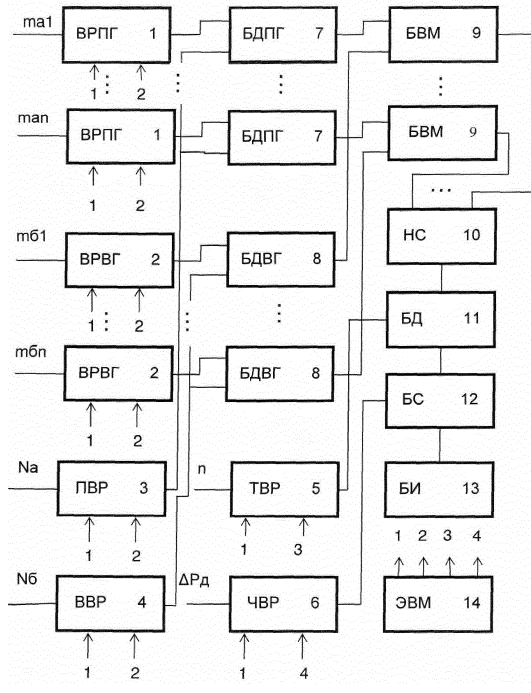 ma1 ВРПГ 1 БДПГ 7 БВМ 9
1 2
man ВРПГ 1 БДПГ 7 БВМ 9
1 2
mб1 ВРВГ 2 БДВГ 8 НС 10
1 2
БД 11
mбn ВРВГ 2 БДВГ 8
1 2 БС 12
Nа ПВР 3 n ТВР 5 БИ 13
1 2 1 3
1 2 3 4
Nб ВВР 4 ΔРд ЧВР 6 ЭВМ 14
1 2 1 4